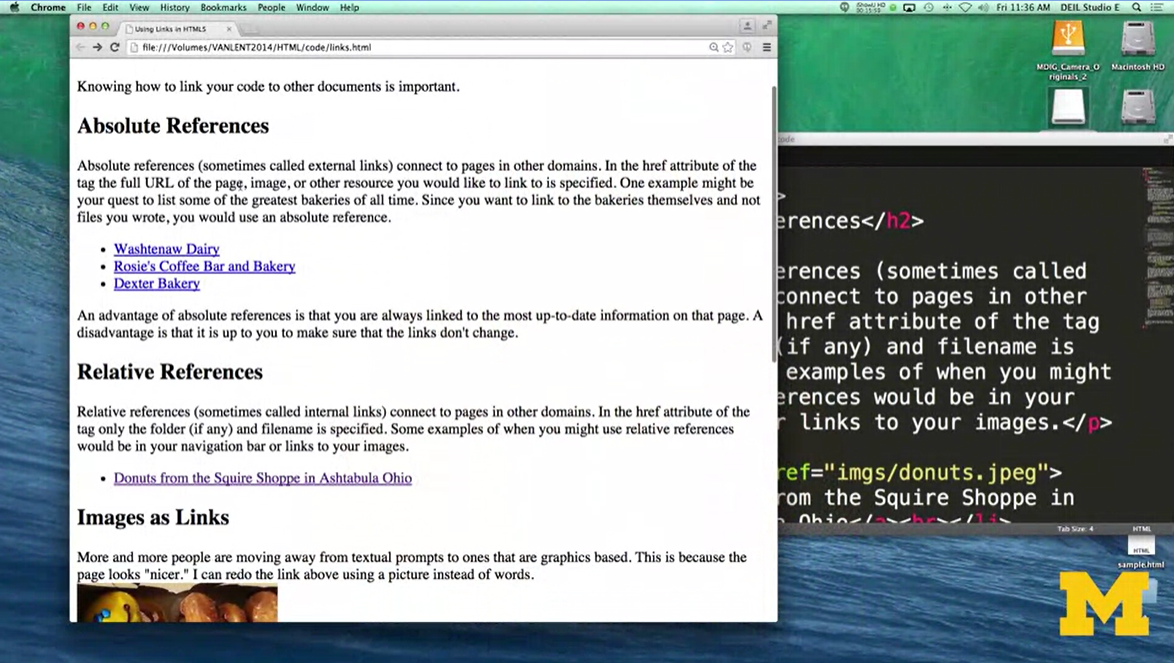 Chrome File Edit View History Bookmarks People Window Help
Fri 11:36 AM DEIL Studio E
Using Links in HTML5
file:///Volumes/VANLENT2014/HTML/code/links.html
Knowing how to link your code to other documents is important.
Absolute References
Absolute references (sometimes called external links) connect to pages in other domains. In the href attribute of the
tag the full URL of the page, image, or other resource you would like to link to is specified. One example might be
your quest to list some of the greatest bakeries of all time. Since you want to link to the bakeries themselves and not
files you wrote, you would use an absolute reference.
• Washtenaw Dairy
• Rosie's Coffee Bar and Bakery
• Dexter Bakery
An advantage of absolute references is that you are always linked to the most up-to-date information on that page. A
disadvantage is that it is up to you to make sure that the links don't change.
Relative References
Relative references (sometimes called internal links) connect to pages in other domains. In the href attribute of the
tag only the folder (if any) and filename is specified. Some examples of when you might use relative references
would be in your navigation bar or links to your images.
• Donuts from the Squire Shoppe in Ashtabula Ohio
Images as Links
More and more people are moving away from textual prompts to ones that are graphics based. This is because the
page looks "nicer." I can redo the link above using a picture instead of words.
MDIG_Camera_O
riginals_2
Macintosh HD
ode
>
erences</h2>
erences (sometimes called
connect to pages in other
href attribute of the tag
(if any) and filename is
examples of when you might
erences would be in your
r links to your images.</p>
ref="imgs/donuts.jpeg">
rom the Squire Shoppe in
Ohio</a><br></li>
Tab Size: 4 HTML
HTML
sample.html
M